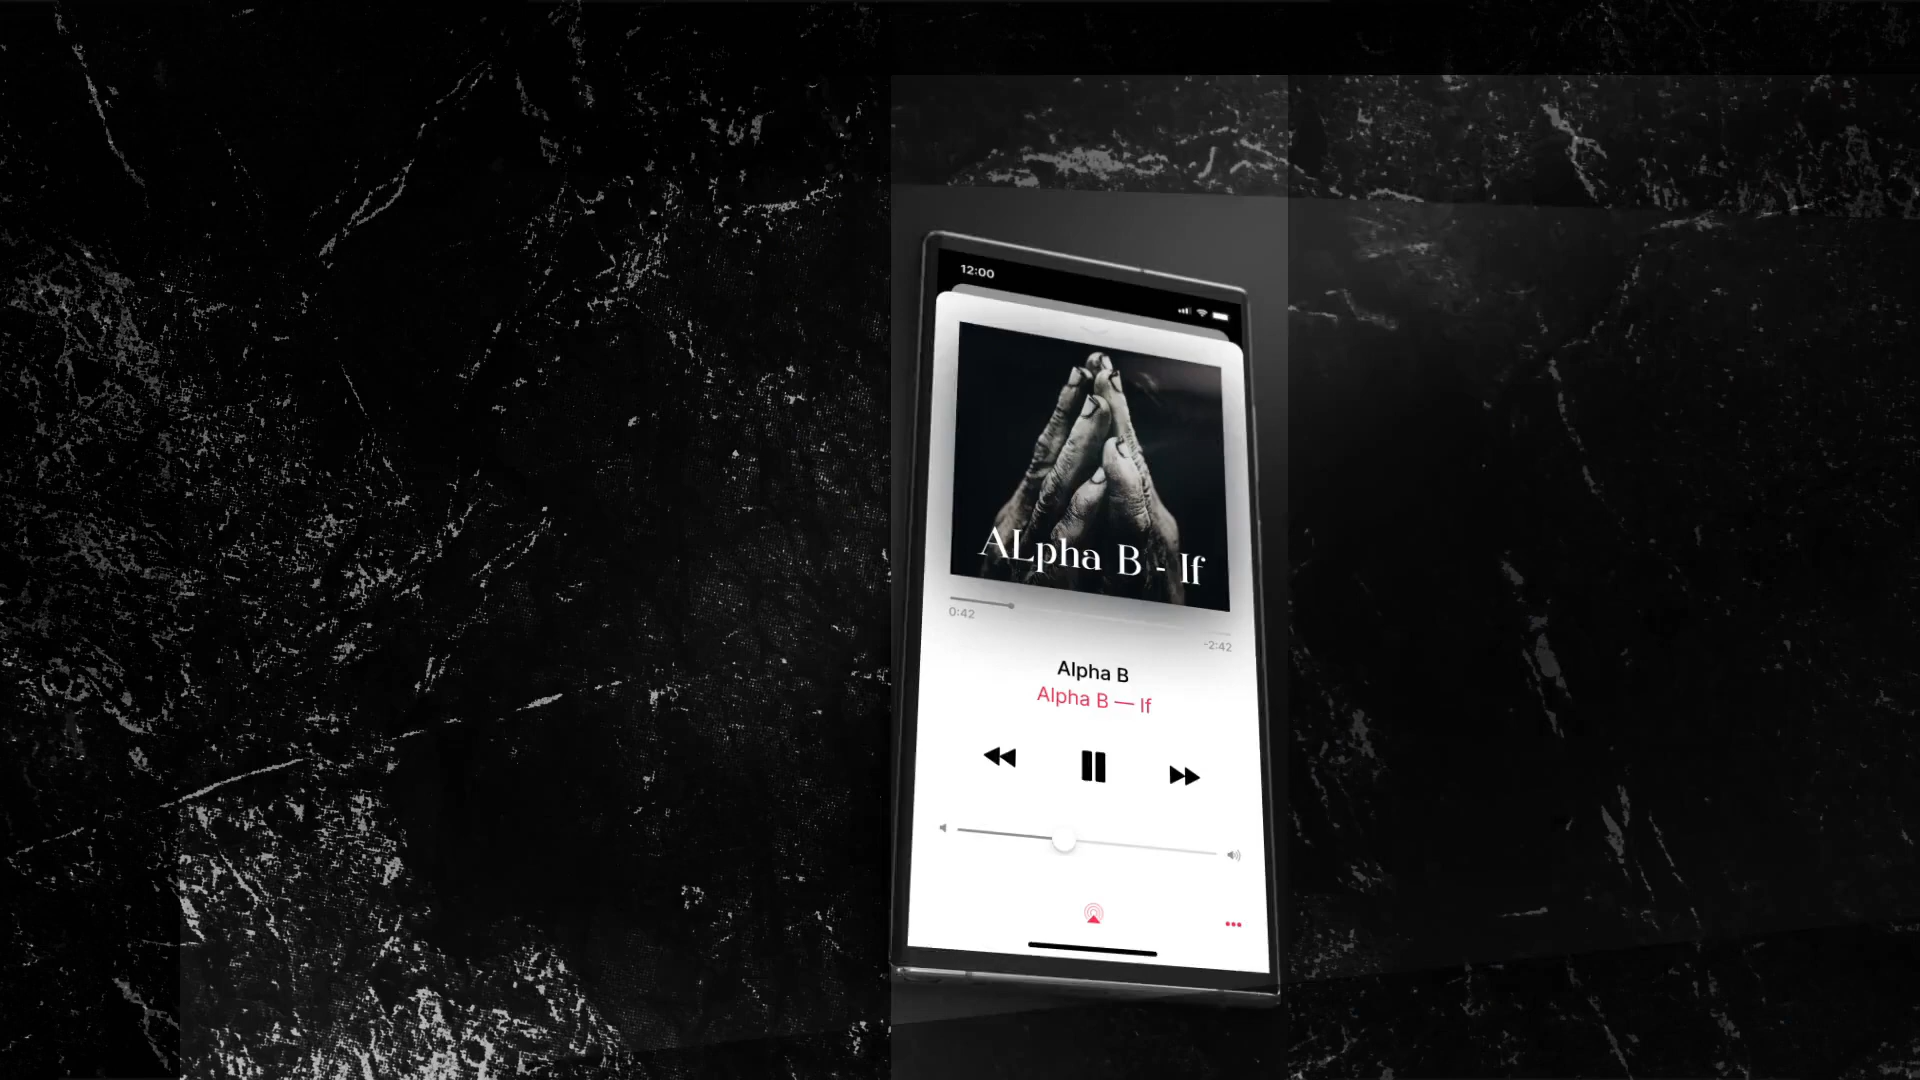 12:00
ALpha B - If
0:42
-2:42
Alpha B
Alpha B — If